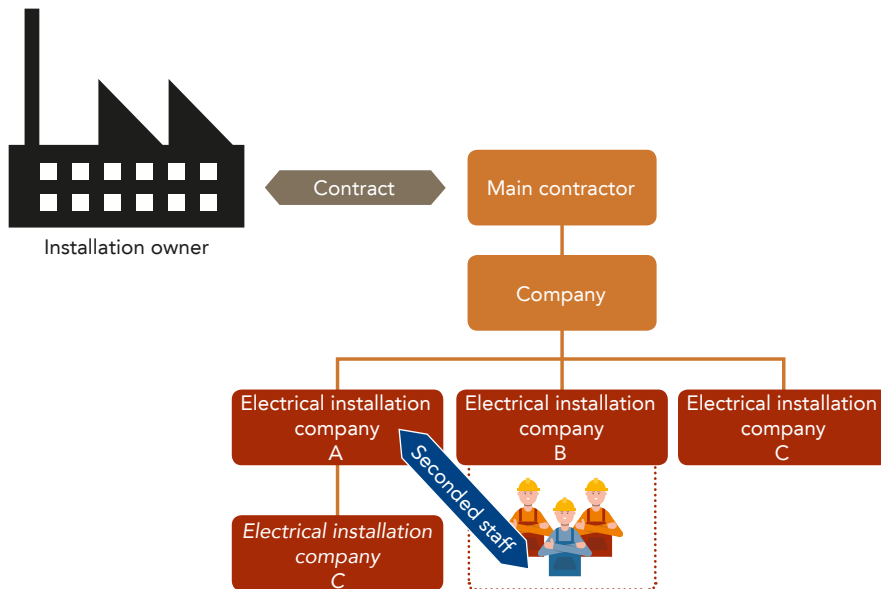 Contract
Main contractor
Installation owner
Company
Electrical installation
company
A
Electrical installation
company
B
Electrical installation
company
C
Seconded staff
Electrical installation
company
C